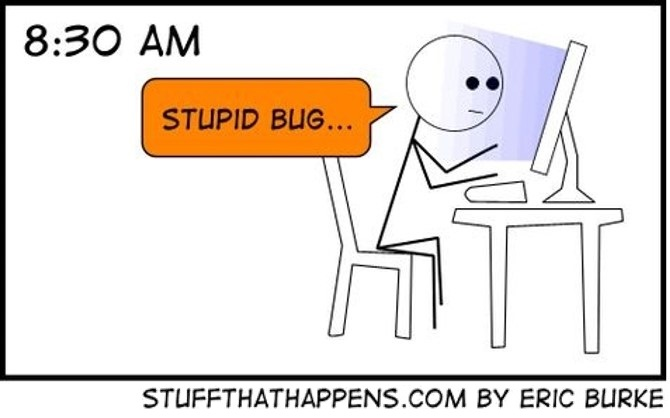 8:30 AM
STUPID BUG...
STUFFTHATHAPPENS.COM BY ERIC BURKE